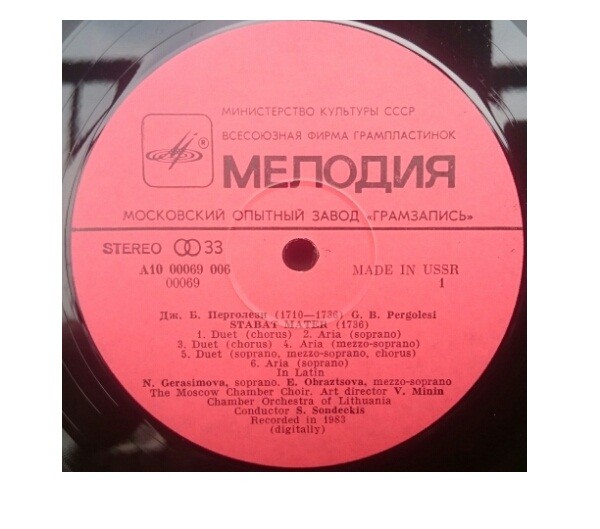 МИНИСТЕРСТВО КУЛЬТУРЫ СССР
ВСЕСОЮЗНАЯ ФИРМА ГРАМПЛАСТИНОК
®
МЕЛОДИЯ
МОСКОВСКИЙ ОПЫТНЫЙ ЗАВОД «ГРАМЗАПИСЬ»
STEREO 33
A10 00069 006 MADE IN USSR
00069 1
Дж. Б. Перголези (1710—1736) G. B. Pergolesi
STABAT MATER (1736)
1. Duet (chorus) 2. Aria (soprano)
3. Duet (chorus) 4. Aria (mezzo-soprano)
5. Duet (soprano, mezzo-soprano, chorus)
6. Aria (soprano)
In Latin
N. Gerasimova, soprano. E. Obraztsova, mezzo-soprano
The Moscow Chamber Choir. Art director V. Minin
Chamber Orchestra of Lithuania
Conductor S. Sondeckis
Recorded in 1983
(digitally)